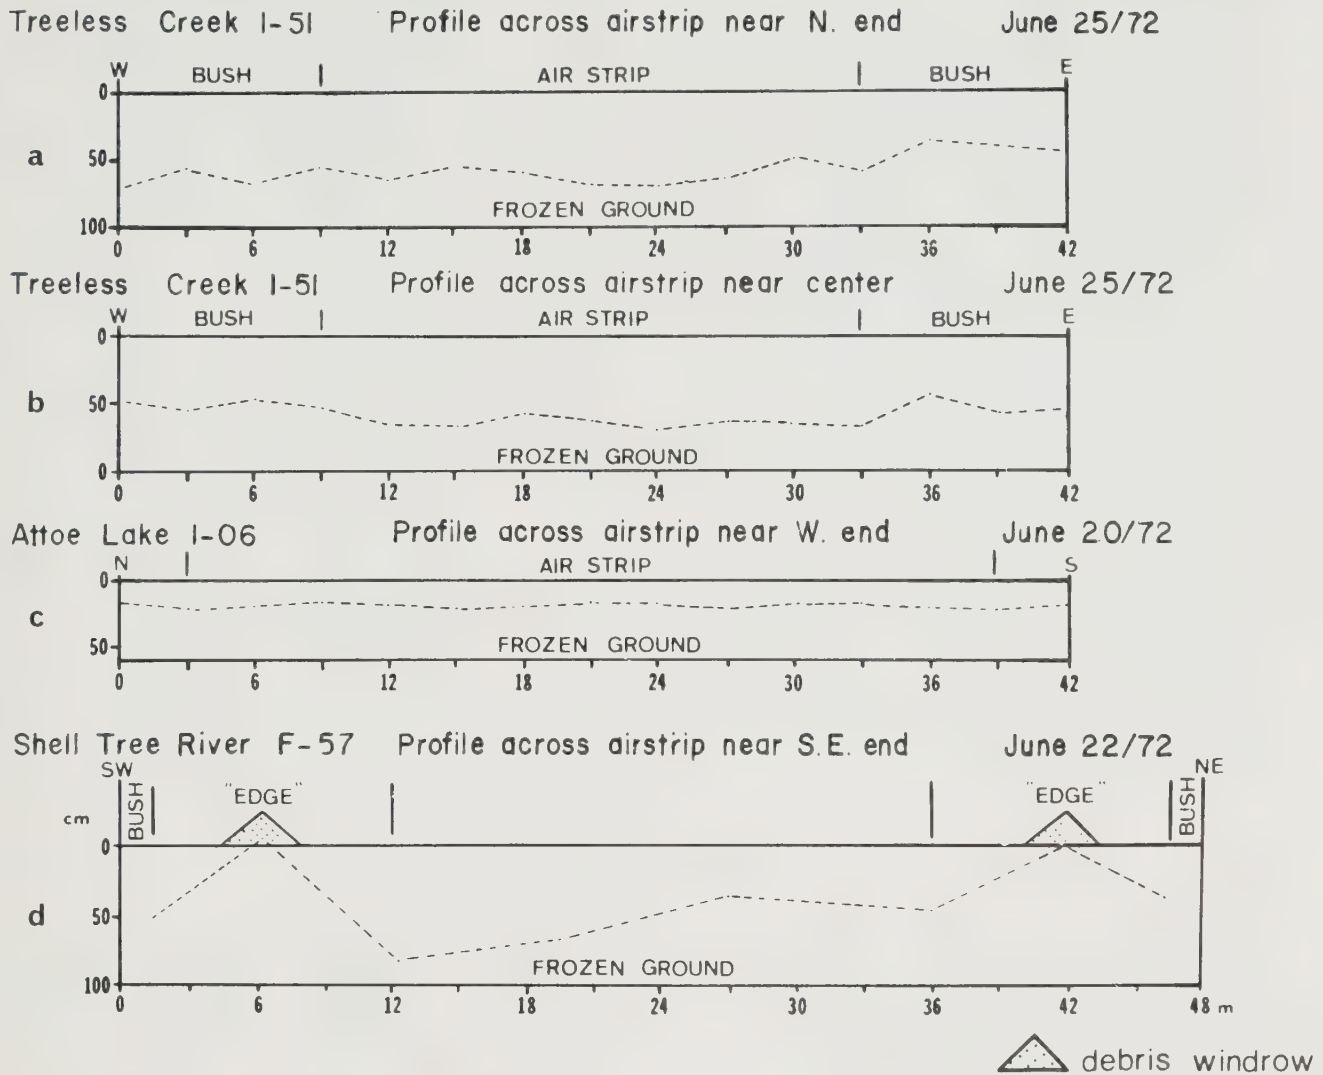 Treeless Creek I-51 Profile across airstrip near N. end June 25/72
W BUSH AIR STRIP BUSH E
0
a 50
FROZEN GROUND
100
0 6 12 18 24 30 36 42
Treeless Creek I-51 Profile across airstrip near center June 25/72
W BUSH AIR STRIP BUSH E
0
b 50
FROZEN GROUND
0
0 6 12 18 24 30 36 42
Attoe Lake I-06 Profile across airstrip near W. end June 20/72
N AIR STRIP S
0
c
FROZEN GROUND
50
0 6 12 18 24 30 36 42
Shell Tree River F-57 Profile across airstrip near S.E. end June 22/72
SW NE
BUSH "EDGE" "EDGE" BUSH
cm
0
d 50
FROZEN GROUND
100
0 6 12 18 24 30 36 42 48 m
debris windrow